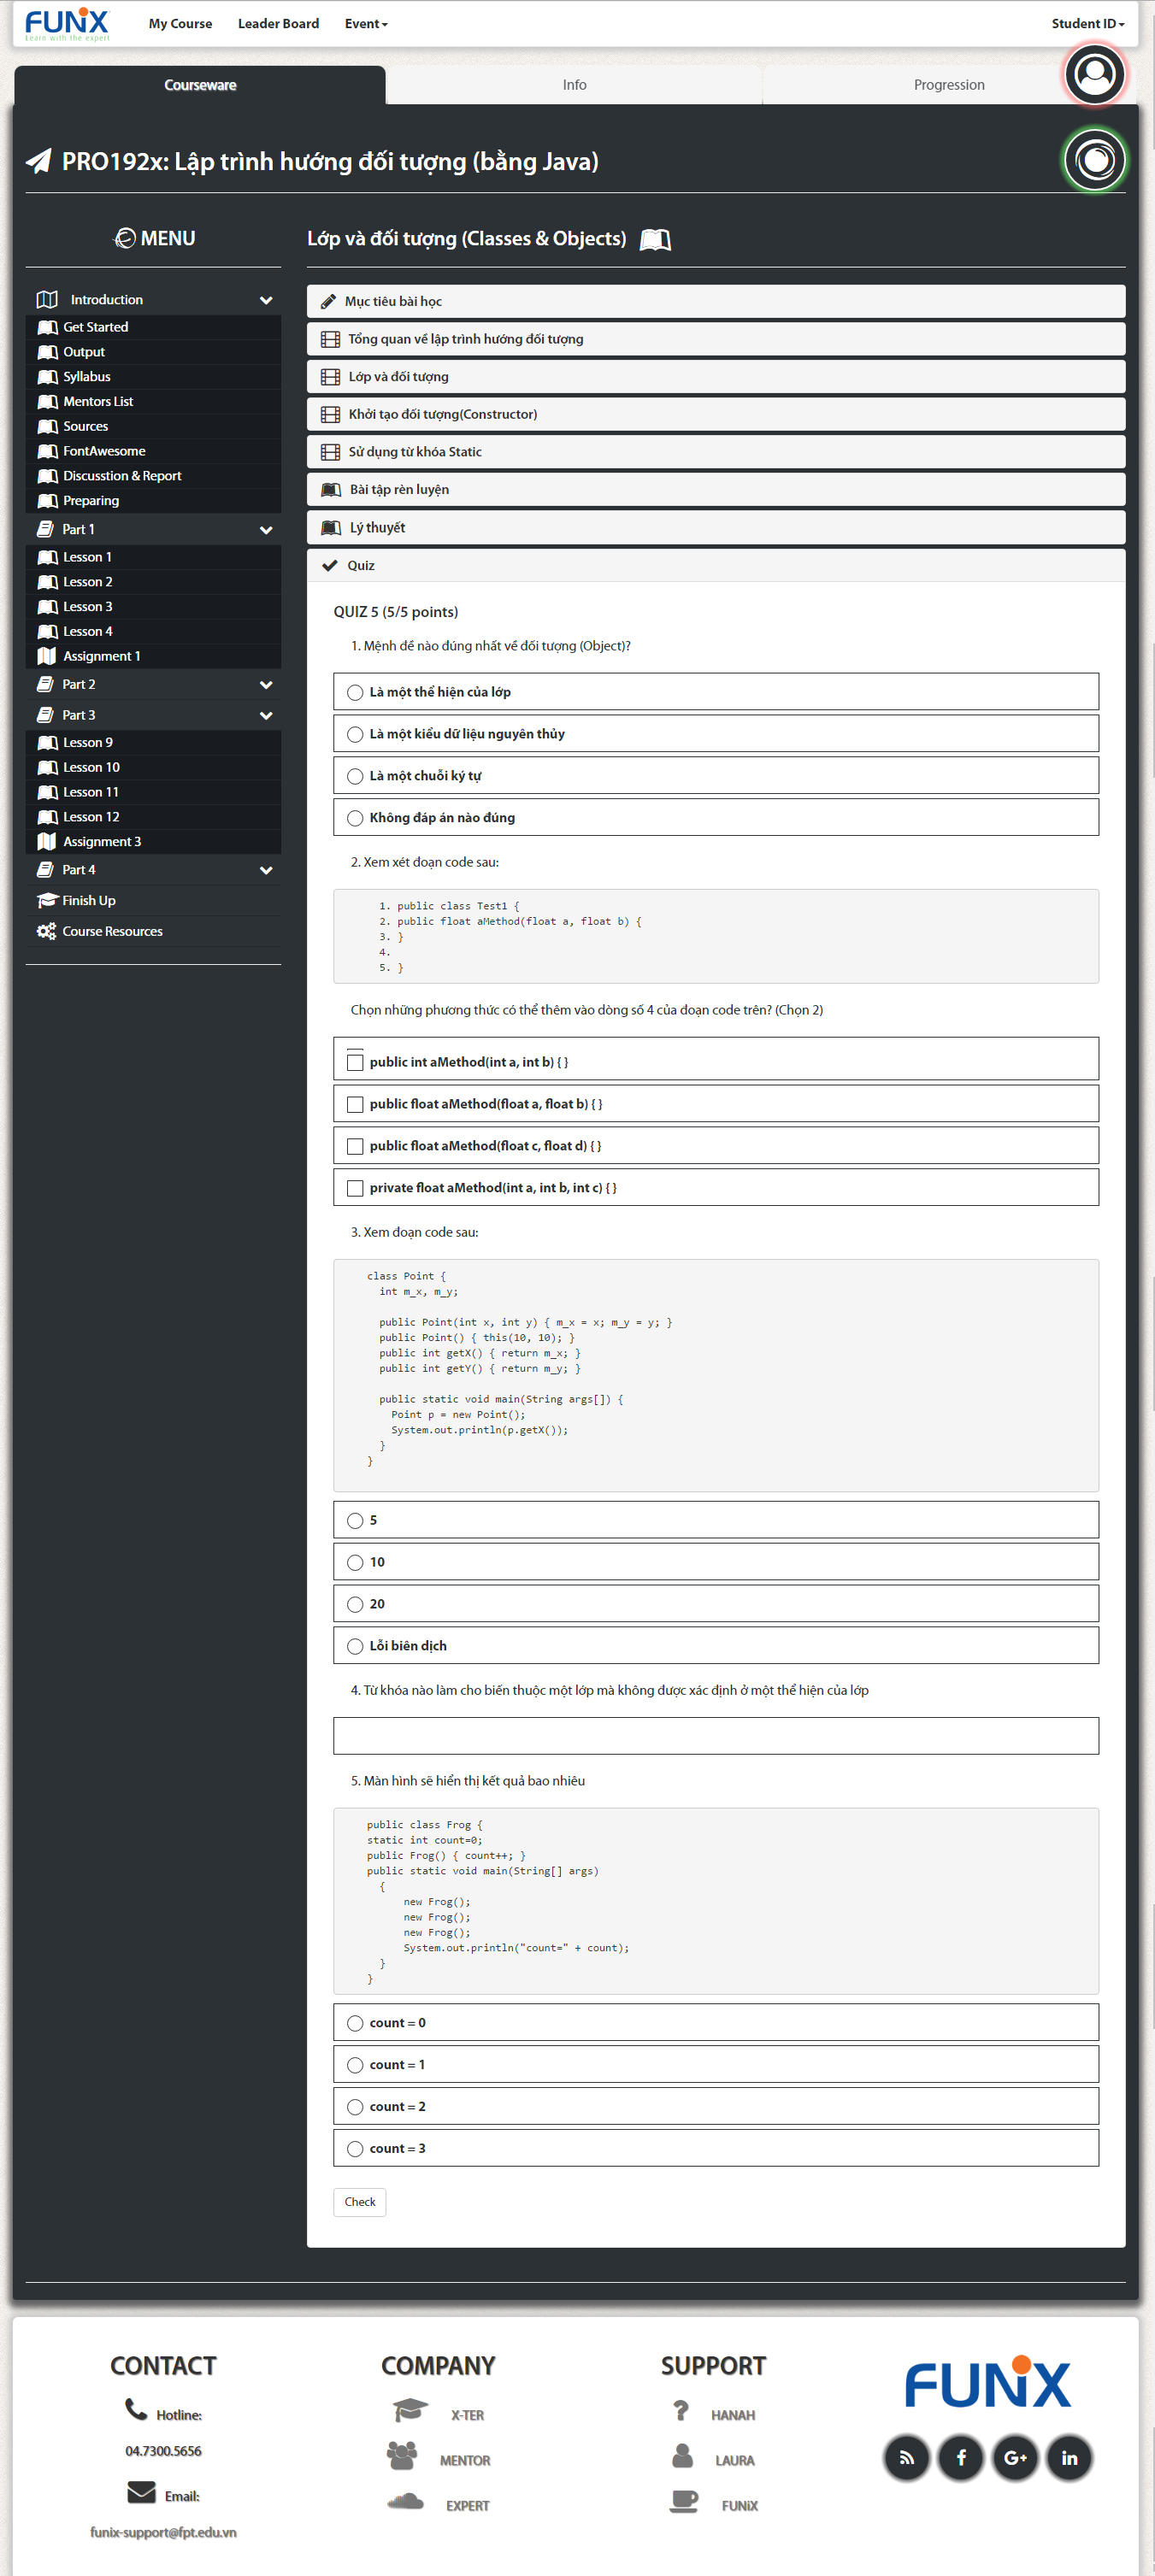 FUNiX
Learn with the expert
My Course
Leader Board
Event
Student ID
Courseware
Info
Progression
PRO192x: Lập trình hướng đối tượng (bằng Java)
MENU
Introduction
Get Started
Output
Syllabus
Mentors List
Sources
FontAwesome
Discusstion & Report
Preparing
Part 1
Lesson 1
Lesson 2
Lesson 3
Lesson 4
Assignment 1
Part 2
Part 3
Lesson 9
Lesson 10
Lesson 11
Lesson 12
Assignment 3
Part 4
Finish Up
Course Resources
Lớp và đối tượng (Classes & Objects)
Mục tiêu bài học
Tổng quan về lập trình hướng đối tượng
Lớp và đối tượng
Khởi tạo đối tượng(Constructor)
Sử dụng từ khóa Static
Bài tập rèn luyện
Lý thuyết
Quiz
QUIZ 5 (5/5 points)
1. Mệnh đề nào đúng nhất về đối tượng (Object)?
Là một thể hiện của lớp
Là một kiểu dữ liệu nguyên thủy
Là một chuỗi ký tự
Không đáp án nào đúng
2. Xem xét đoạn code sau:
1. public class Test1 {
2. public float aMethod(float a, float b) {
3. }
4.
5. }
Chọn những phương thức có thể thêm vào dòng số 4 của đoạn code trên? (Chọn 2)
public int aMethod(int a, int b) { }
public float aMethod(float a, float b) { }
public float aMethod(float c, float d) { }
private float aMethod(int a, int b, int c) { }
3. Xem đoạn code sau:
class Point {
int m_x, m_y;
public Point(int x, int y) { m_x = x; m_y = y; }
public Point() { this(10, 10); }
public int getX() { return m_x; }
public int getY() { return m_y; }
public static void main(String args[]) {
Point p = new Point();
System.out.println(p.getX());
}
}
5
10
20
Lỗi biên dịch
4. Từ khóa nào làm cho biến thuộc một lớp mà không được xác định ở một thể hiện của lớp
5. Màn hình sẽ hiển thị kết quả bao nhiêu
public class Frog {
static int count=0;
public Frog() { count++; }
public static void main(String[] args)
{
new Frog();
new Frog();
new Frog();
System.out.println("count=" + count);
}
}
count = 0
count = 1
count = 2
count = 3
Check
CONTACT
Hotline:
04.7300.5656
Email:
funix-support@fpt.edu.vn
COMPANY
X-TER
MENTOR
EXPERT
SUPPORT
HANAH
LAURA
FUNiX
FUNiX